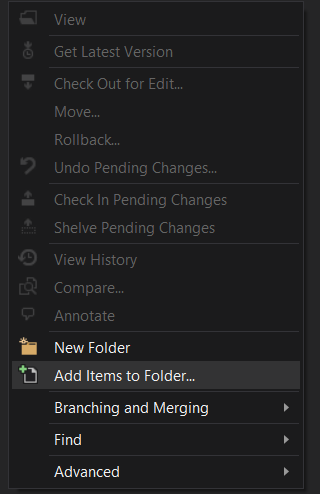 View
Get Latest Version
Check Out for Edit...
Move...
Rollback...
Undo Pending Changes...
Check In Pending Changes
Shelve Pending Changes
View History
Compare...
Annotate
New Folder
Add Items to Folder...
Branching and Merging
Find
Advanced